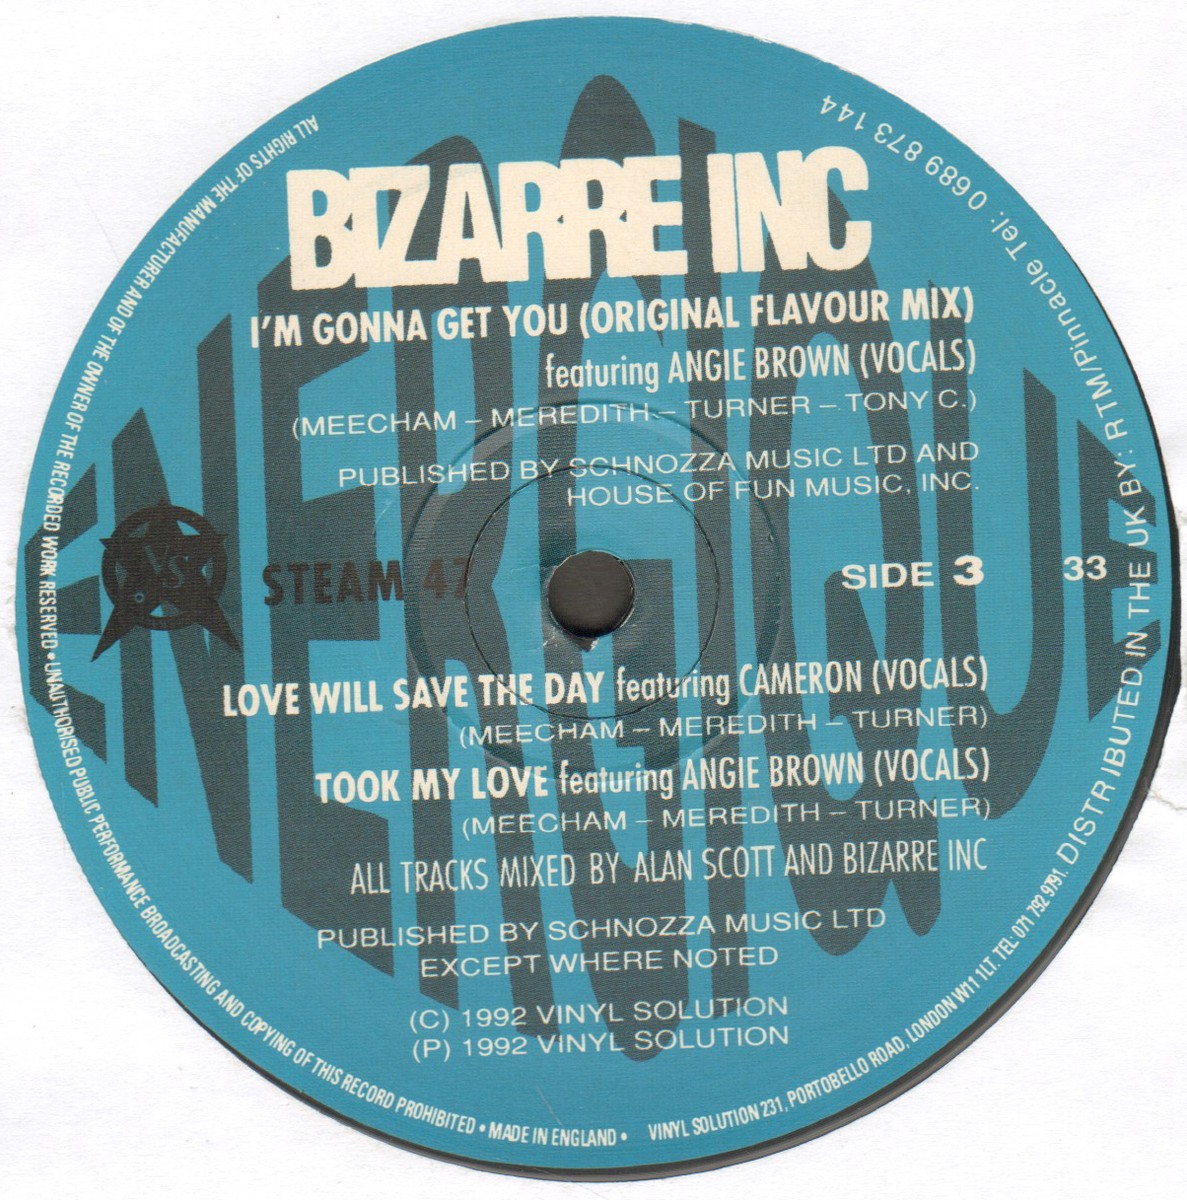 BIZARRE INC
I'M GONNA GET YOU (ORIGINAL FLAVOUR MIX)
featuring ANGIE BROWN (VOCALS)
(MEECHAM – MEREDITH – TURNER – TONY C.)
PUBLISHED BY SCHNOZZA MUSIC LTD AND
HOUSE OF FUN MUSIC, INC.
VS
STEAM 47
SIDE 3
33
LOVE WILL SAVE THE DAY featuring CAMERON (VOCALS)
(MEECHAM – MEREDITH – TURNER)
TOOK MY LOVE featuring ANGIE BROWN (VOCALS)
(MEECHAM – MEREDITH – TURNER)
ALL TRACKS MIXED BY ALAN SCOTT AND BIZARRE INC
PUBLISHED BY SCHNOZZA MUSIC LTD
EXCEPT WHERE NOTED
(C) 1992 VINYL SOLUTION
(P) 1992 VINYL SOLUTION
ENERGIQUE
ALL RIGHTS OF THE MANUFACTURER AND OF THE OWNER OF THE RECORDED WORK RESERVED • UNAUTHORISED PUBLIC PERFORMANCE BROADCASTING AND COPYING OF THIS RECORD PROHIBITED • MADE IN ENGLAND •
VINYL SOLUTION 231, PORTOBELLO ROAD, LONDON W11 1LT. TEL: 071 792 9791. DISTRIBUTED IN THE UK BY: RTM/Pinnacle Tel: 0689 873 144